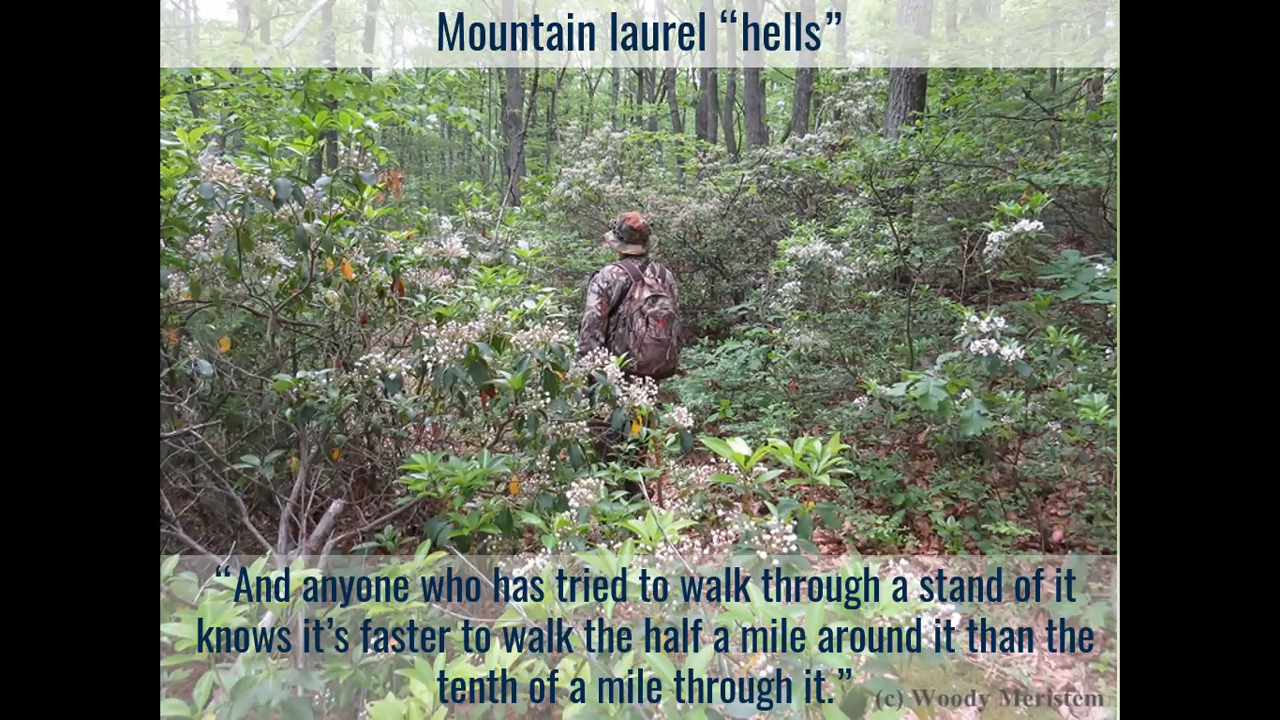 Mountain laurel “hells”
“And anyone who has tried to walk through a stand of it
knows it’s faster to walk the half a mile around it than the
tenth of a mile through it.”
(c) Woody Meristem